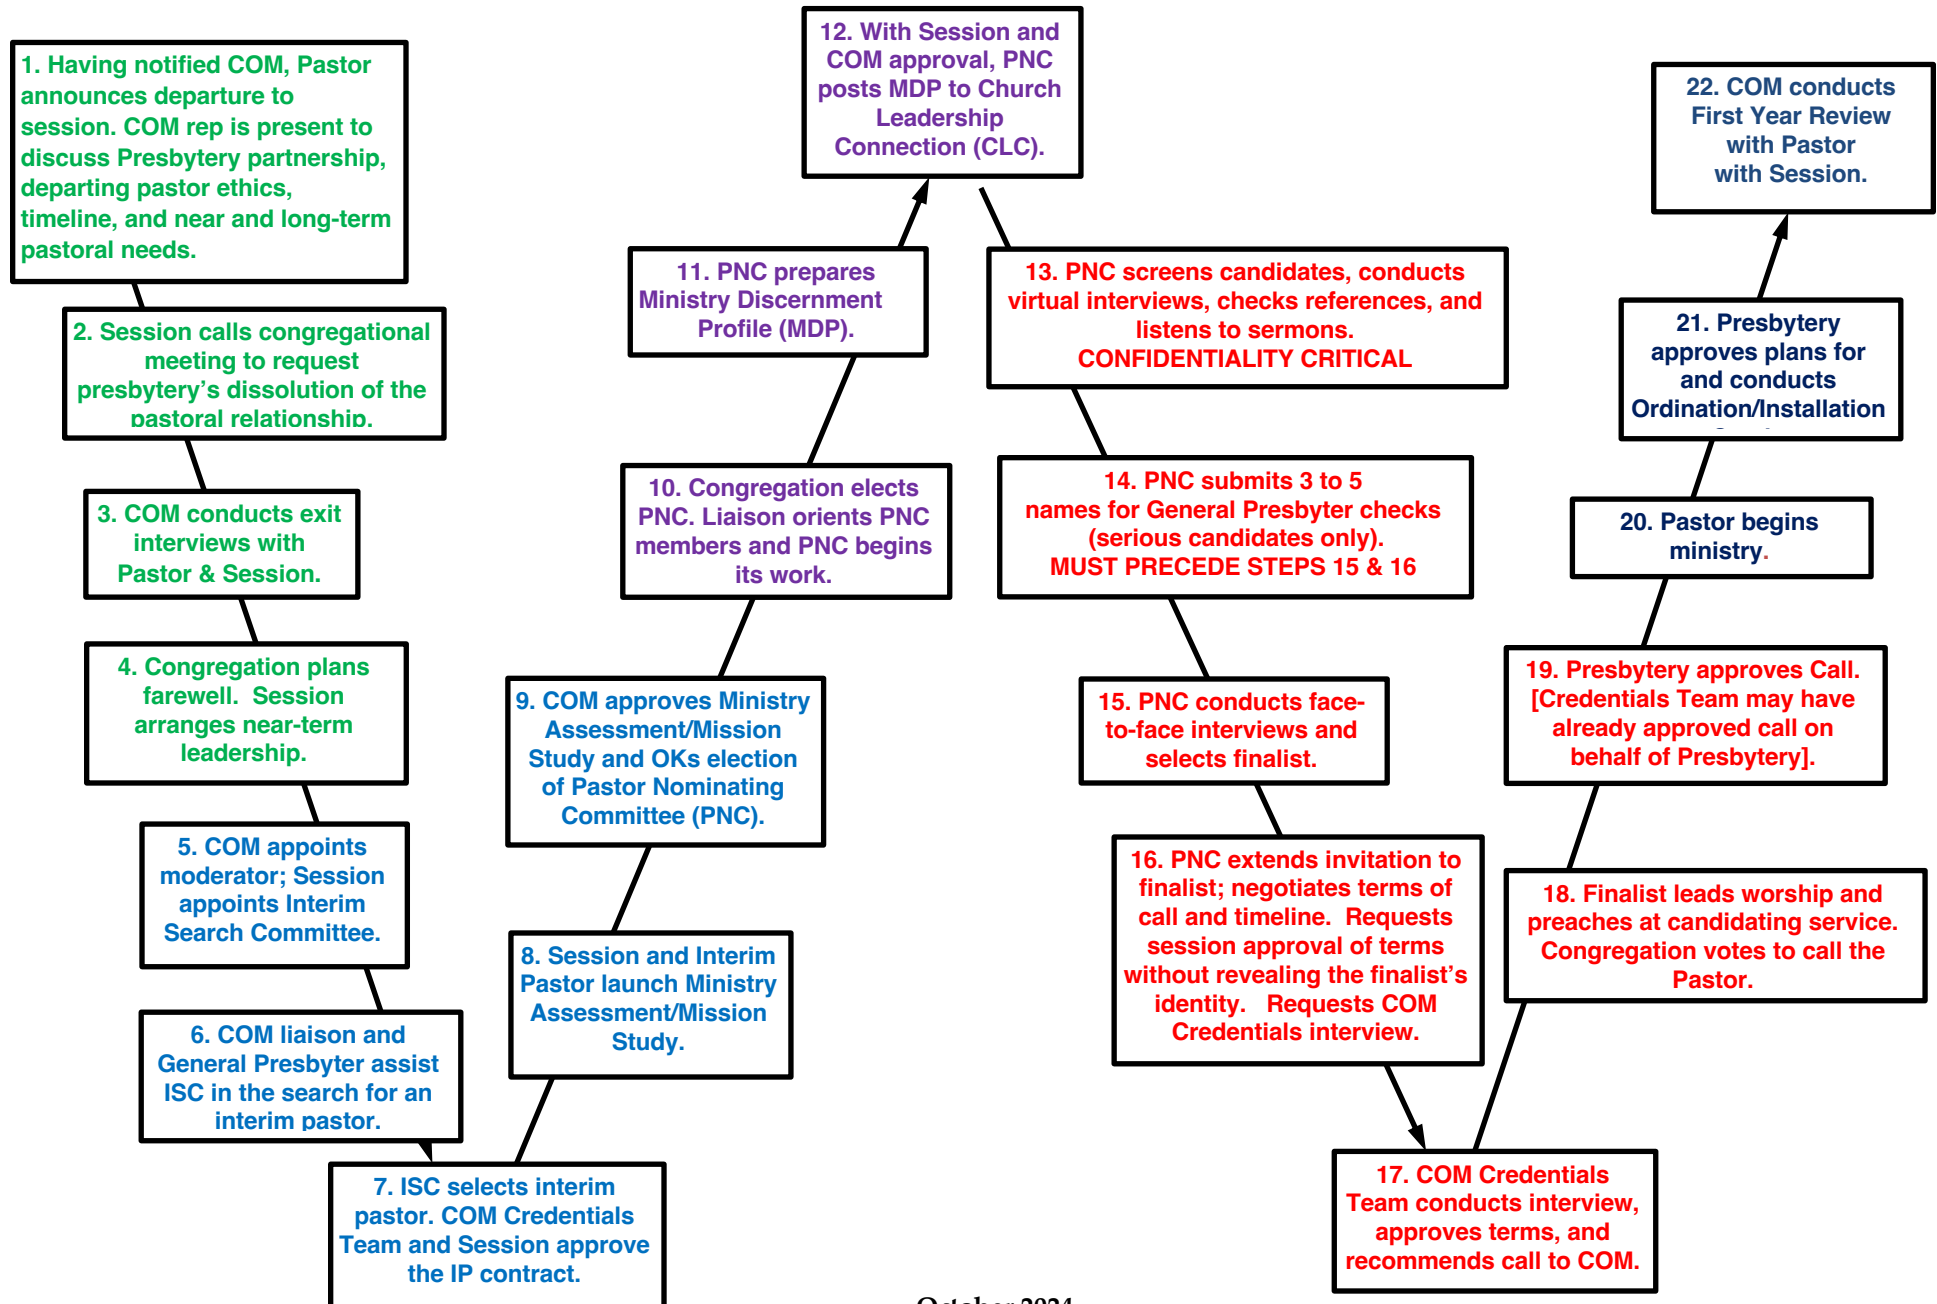 1. Having notified COM, Pastor
announces departure to
session. COM rep is present to
discuss Presbytery partnership,
departing pastor ethics,
timeline, and near and long-term
pastoral needs.
2. Session calls congregational
meeting to request
presbytery’s dissolution of the
pastoral relationship.
3. COM conducts exit
interviews with
Pastor & Session.
4. Congregation plans
farewell.  Session
arranges near-term
leadership.
5. COM appoints
moderator; Session
appoints Interim
Search Committee.
6. COM liaison and
General Presbyter assist
ISC in the search for an
interim pastor.
7. ISC selects interim
pastor. COM Credentials
Team and Session approve
the IP contract.
8. Session and Interim
Pastor launch Ministry
Assessment/Mission
Study.
9. COM approves Ministry
Assessment/Mission
Study and OKs election
of Pastor Nominating
Committee (PNC).
10. Congregation elects
PNC. Liaison orients PNC
members and PNC begins
its work.
11. PNC prepares
Ministry Discernment
Profile (MDP).
12. With Session and
COM approval, PNC
posts MDP to Church
Leadership
Connection (CLC).
13. PNC screens candidates, conducts
virtual interviews, checks references, and
listens to sermons.
CONFIDENTIALITY CRITICAL
14. PNC submits 3 to 5
names for General Presbyter checks
(serious candidates only).
MUST PRECEDE STEPS 15 & 16
15. PNC conducts face-
to-face interviews and
selects finalist.
16. PNC extends invitation to
finalist; negotiates terms of
call and timeline.  Requests
session approval of terms
without revealing the finalist’s
identity.   Requests COM
Credentials interview.
17. COM Credentials
Team conducts interview,
approves terms, and
recommends call to COM.
18. Finalist leads worship and
preaches at candidating service.
Congregation votes to call the
Pastor.
19. Presbytery approves Call.
[Credentials Team may have
already approved call on
behalf of Presbytery].
20. Pastor begins
ministry.
21. Presbytery
approves plans for
and conducts
Ordination/Installation
22. COM conducts
First Year Review
with Pastor
with Session.
October 2024